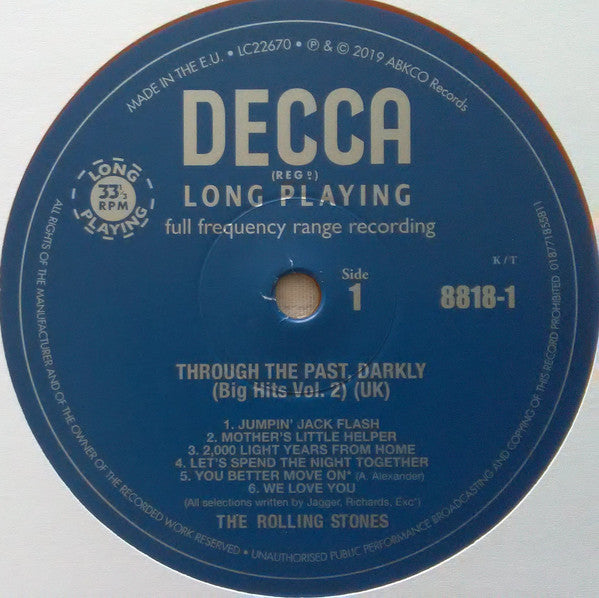 MADE IN THE E.U. • LC22670 • ℗ & © 2019 ABKCO Records
DECCA
(REGº)
LONG PLAYING
full frequency range recording
LONG
33⅓
RPM
PLAYING
K/T
Side
1
8818-1
THROUGH THE PAST, DARKLY
(Big Hits Vol. 2) (UK)
1. JUMPIN' JACK FLASH
2. MOTHER'S LITTLE HELPER
3. 2,000 LIGHT YEARS FROM HOME
4. LET'S SPEND THE NIGHT TOGETHER
5. YOU BETTER MOVE ON* (A. Alexander)
6. WE LOVE YOU
(All selections written by Jagger, Richards, Exc*)
THE ROLLING STONES
ALL RIGHTS OF THE MANUFACTURER AND OF THE OWNER OF THE RECORDED WORK RESERVED • UNAUTHORISED PUBLIC PERFORMANCE BROADCASTING AND COPYING OF THIS RECORD PROHIBITED 018771855811